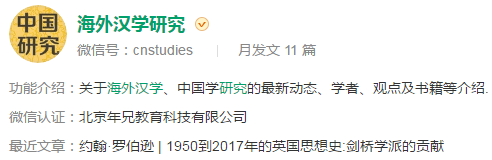 中国
研究
海外汉学研究
微信号：cnstudies | 月发文 11 篇
功能介绍：关于海外汉学、中国学研究的最新动态、学者、观点及书籍等介绍.
微信认证：北京年兄教育科技有限公司
最近文章：约翰·罗伯逊 | 1950到2017年的英国思想史:剑桥学派的贡献